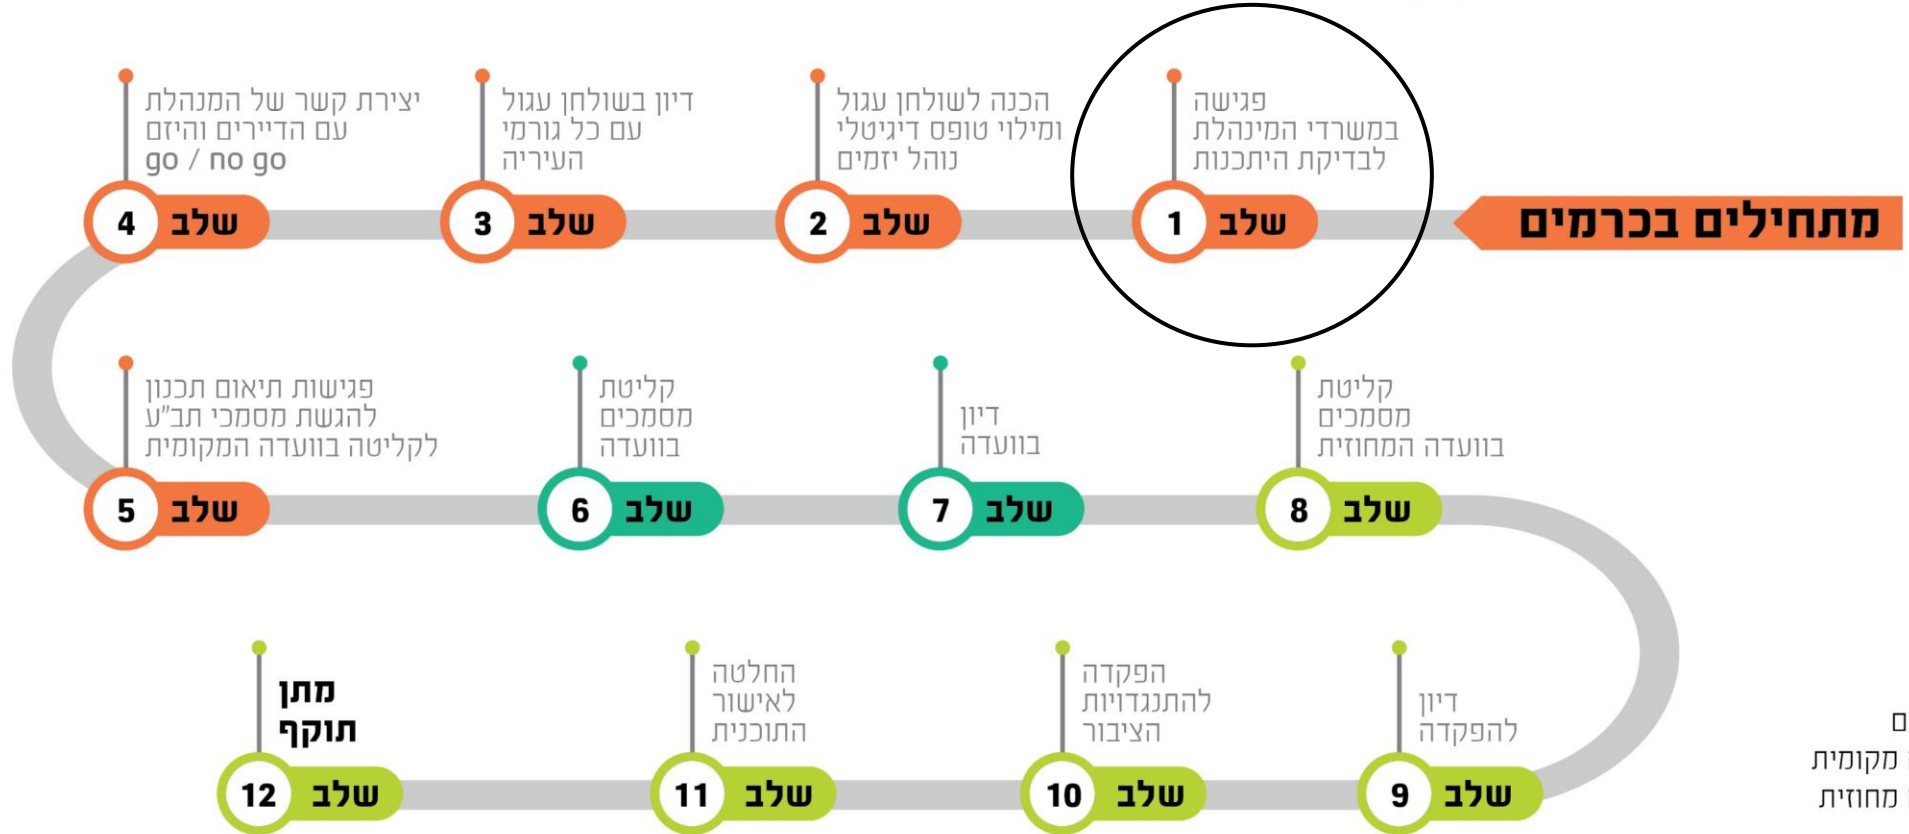 מתחילים בכרמים
פגישה
במשרדי המינהלת
לבדיקת היתכנות
שלב 1
הכנה לשולחן עגול
ומילוי טופס דיגיטלי
נוהל יזמים
שלב 2
דיון בשולחן עגול
עם כל גורמי
העיריה
שלב 3
יצירת קשר של המנהלת
עם הדיירים והיזם
go / no go
שלב 4
פגישות תיאום תכנון
להגשת מסמכי תב"ע
לקליטה בוועדה המקומית
שלב 5
קליטת
מסמכים
בוועדה
שלב 6
דיון
בוועדה
שלב 7
קליטת
מסמכים
בוועדה המחוזית
שלב 8
דיון
להפקדה
שלב 9
הפקדה
להתנגדויות
הציבור
שלב 10
החלטה
לאישור
התוכנית
שלב 11
מתן
תוקף
שלב 12
מקומית
מחוזית